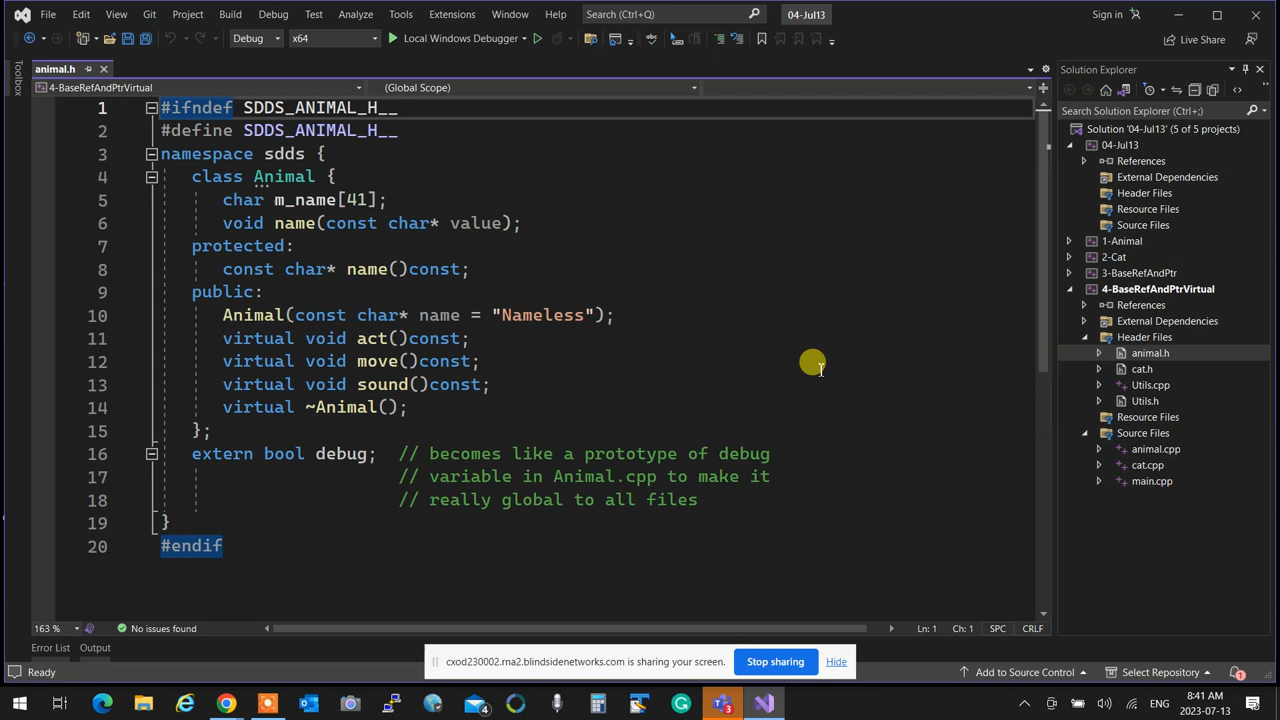 File Edit View Git Project Build Debug Test Analyze Tools Extensions Window Help Search (Ctrl+Q) 04-Jul13 Sign in
Debug x64 Local Windows Debugger Live Share
Toolbox
animal.h
4-BaseRefAndPtrVirtual (Global Scope)
1 #ifndef SDDS_ANIMAL_H__
2 #define SDDS_ANIMAL_H__
3 namespace sdds {
4 class Animal {
5 char m_name[41];
6 void name(const char* value);
7 protected:
8 const char* name()const;
9 public:
10 Animal(const char* name = "Nameless");
11 virtual void act()const;
12 virtual void move()const;
13 virtual void sound()const;
14 virtual ~Animal();
15 };
16 extern bool debug; // becomes like a prototype of debug
17 // variable in Animal.cpp to make it
18 // really global to all files
19 }
20 #endif
163 % No issues found Ln: 1 Ch: 1 SPC CRLF
Error List Output
Solution Explorer
Search Solution Explorer (Ctrl+;)
Solution '04-Jul13' (5 of 5 projects)
04-Jul13
References
External Dependencies
Header Files
Resource Files
Source Files
1-Animal
2-Cat
3-BaseRefAndPtr
4-BaseRefAndPtrVirtual
References
External Dependencies
Header Files
animal.h
cat.h
Utils.cpp
Utils.h
Resource Files
Source Files
animal.cpp
cat.cpp
main.cpp
cxod230002.rna2.blindsidenetworks.com is sharing your screen. Stop sharing Hide
Ready Add to Source Control Select Repository 1
4 3 ENG 8:41 AM
2023-07-13